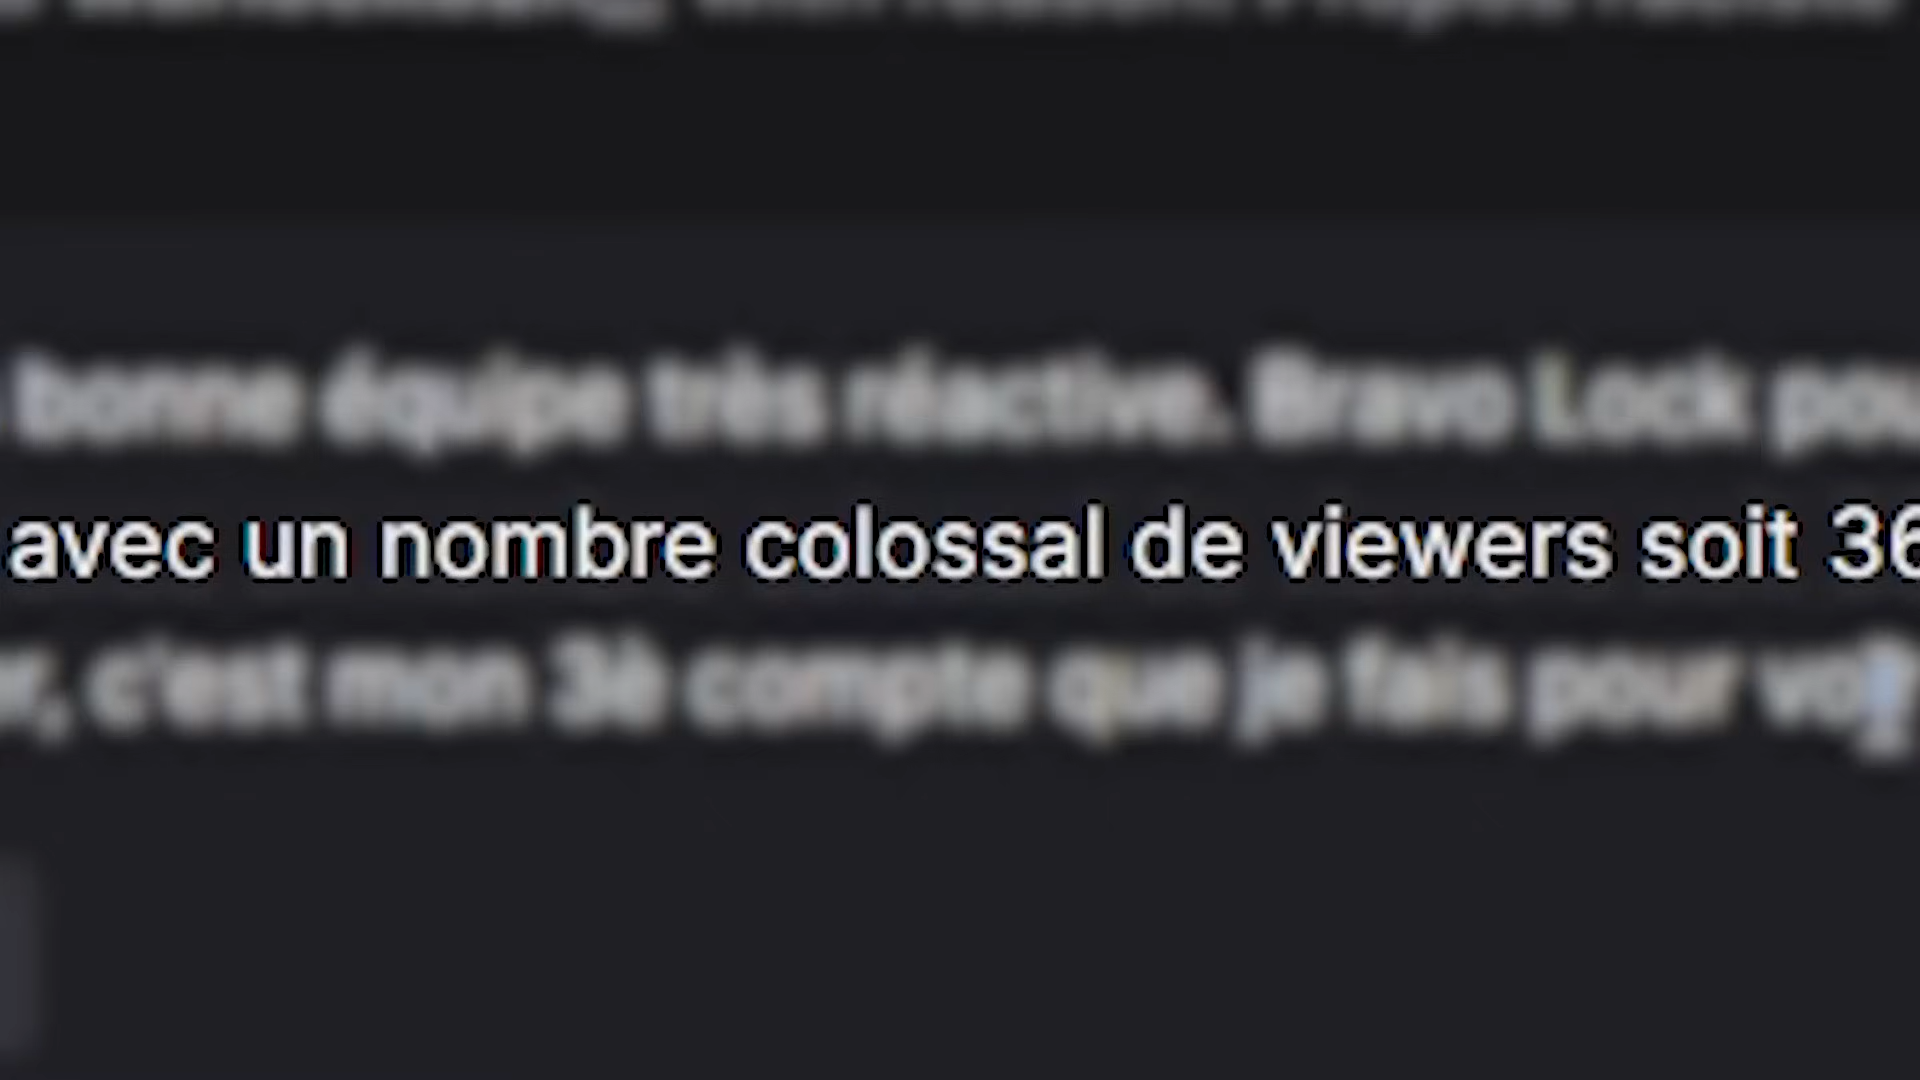 bonne équipe très réactive. Bravo Lock pou
avec un nombre colossal de viewers soit 36
r, c'est mon 3è compte que je fais pour voir